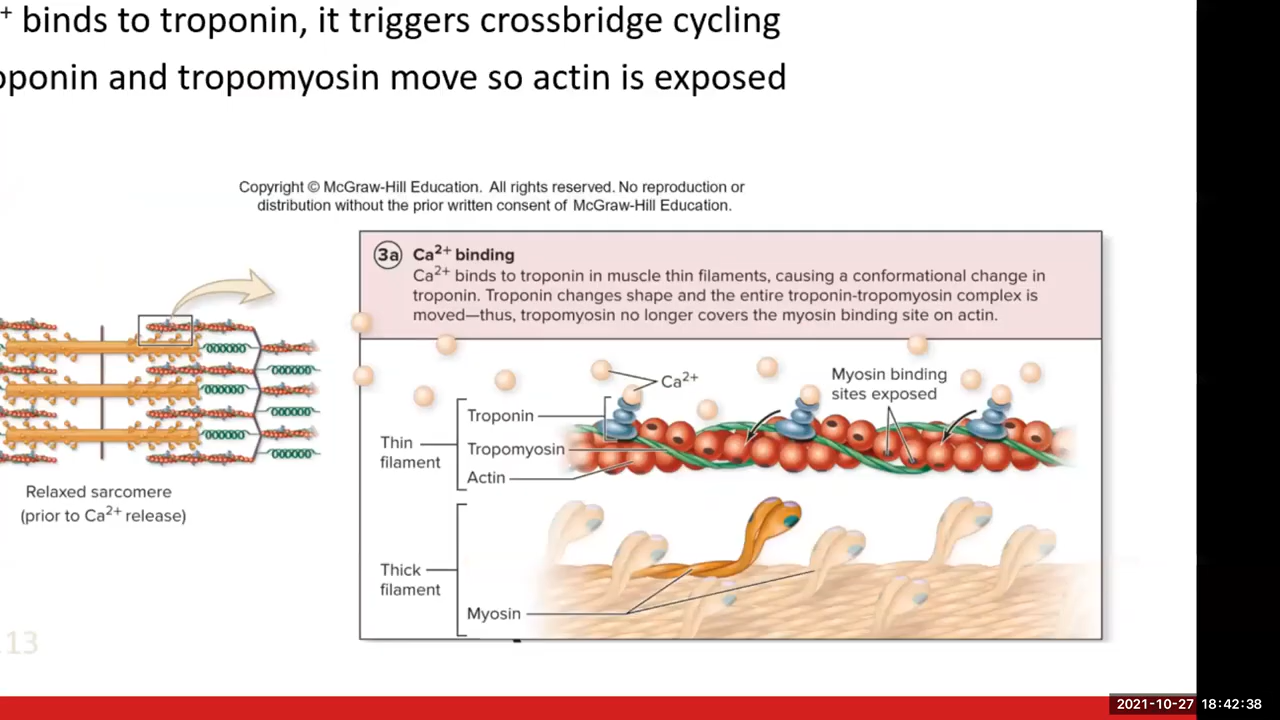 + binds to troponin, it triggers crossbridge cycling
oponin and tropomyosin move so actin is exposed
Copyright © McGraw-Hill Education. All rights reserved. No reproduction or
distribution without the prior written consent of McGraw-Hill Education.
3a Ca2+ binding
Ca2+ binds to troponin in muscle thin filaments, causing a conformational change in
troponin. Troponin changes shape and the entire troponin-tropomyosin complex is
moved—thus, tropomyosin no longer covers the myosin binding site on actin.
Ca2+
Myosin binding
sites exposed
Troponin
Thin
filament
Tropomyosin
Actin
Relaxed sarcomere
(prior to Ca2+ release)
Thick
filament
Myosin
13
2021-10-27 18:42:38